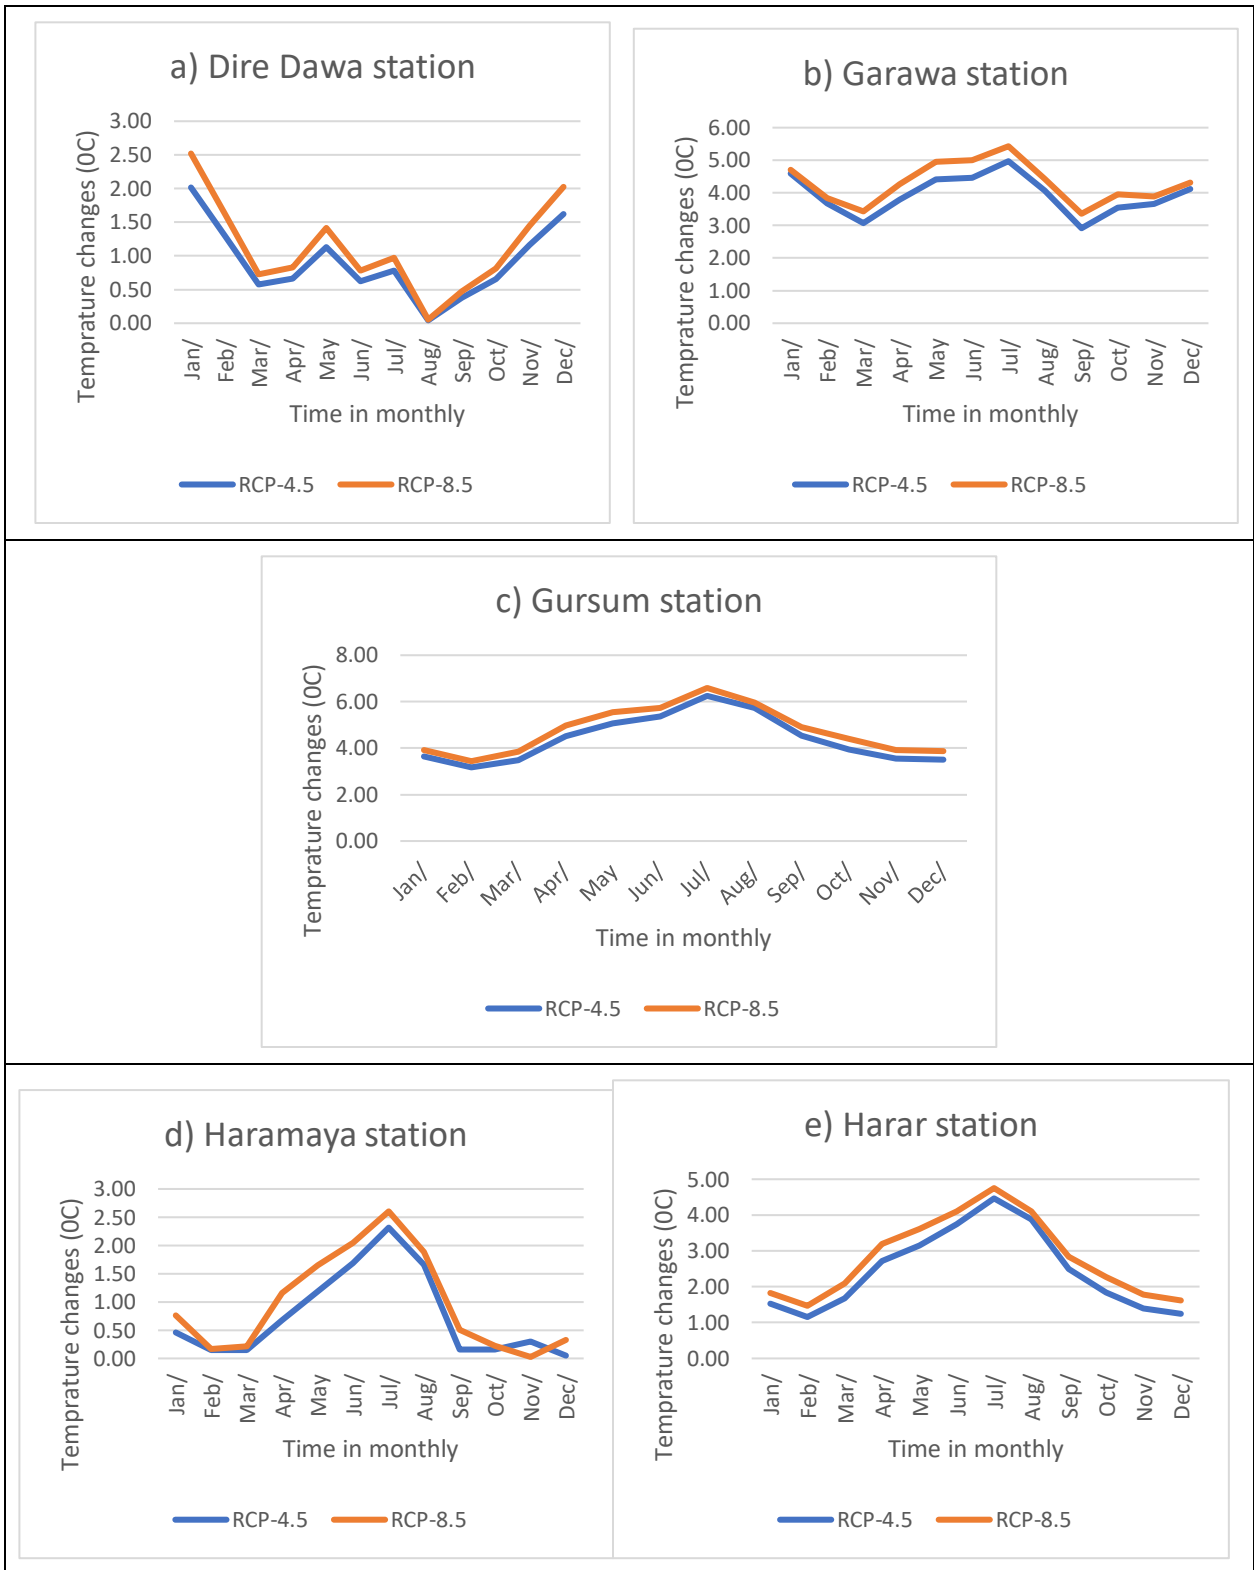 a) Dire Dawa station
Temprature changes (0C)
3.00
2.50
2.00
1.50
1.00
0.50
0.00
Jan/
Feb/
Mar/
Apr/
May
Jun/
Jul/
Aug/
Sep/
Oct/
Nov/
Dec/
Time in monthly
RCP-4.5 RCP-8.5
b) Garawa station
Temprature changes (0C)
6.00
5.00
4.00
3.00
2.00
1.00
0.00
Jan/
Feb/
Mar/
Apr/
May
Jun/
Jul/
Aug/
Sep/
Oct/
Nov/
Dec/
Time in monthly
RCP-4.5 RCP-8.5
c) Gursum station
Temprature changes (0C)
8.00
6.00
4.00
2.00
0.00
Jan/
Feb/
Mar/
Apr/
May
Jun/
Jul/
Aug/
Sep/
Oct/
Nov/
Dec/
Time in monthly
RCP-4.5 RCP-8.5
d) Haramaya station
Temprature changes (0C)
3.00
2.50
2.00
1.50
1.00
0.50
0.00
Jan/
Feb/
Mar/
Apr/
May
Jun/
Jul/
Aug/
Sep/
Oct/
Nov/
Dec/
Time in monthly
RCP-4.5 RCP-8.5
e) Harar station
Temprature changes (0C)
5.00
4.00
3.00
2.00
1.00
0.00
Jan/
Feb/
Mar/
Apr/
May
Jun/
Jul/
Aug/
Sep/
Oct/
Nov/
Dec/
Time in monthly
RCP-4.5 RCP-8.5